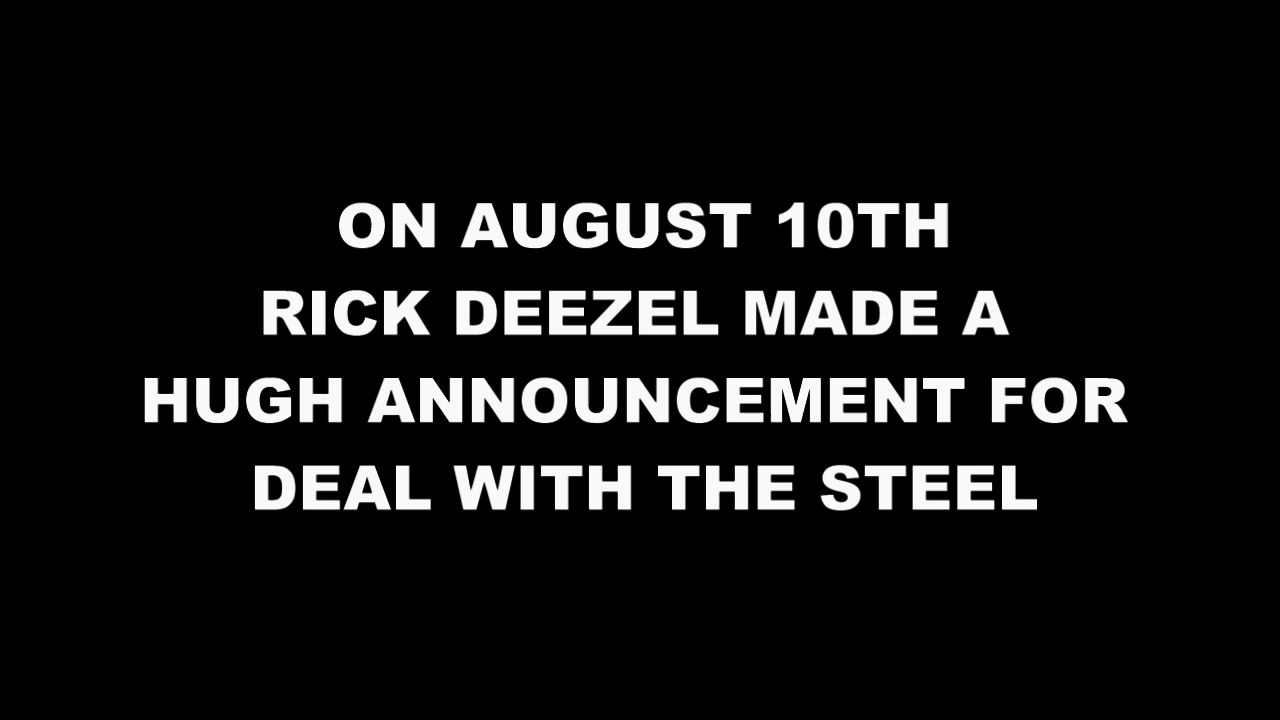 ON AUGUST 10TH
RICK DEEZEL MADE A
HUGH ANNOUNCEMENT FOR
DEAL WITH THE STEEL